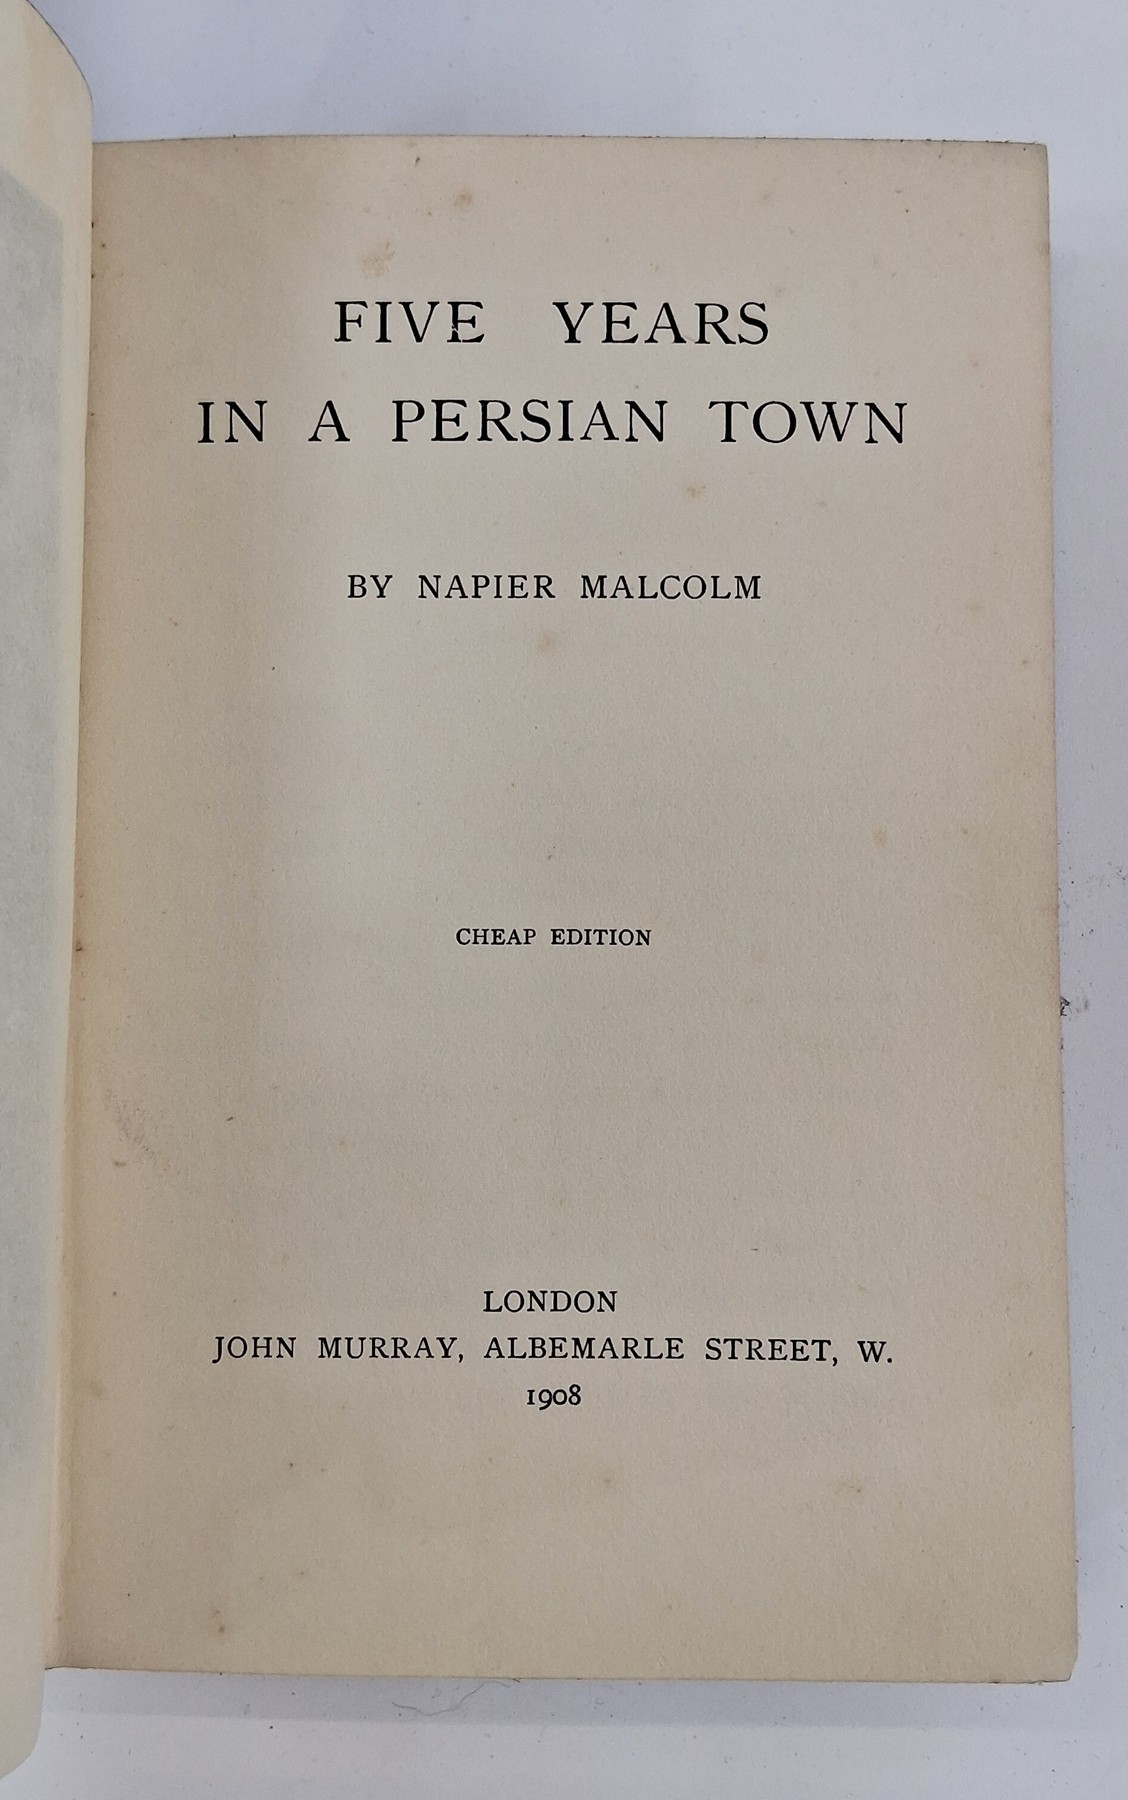 FIVE YEARS
IN A PERSIAN TOWN
BY NAPIER MALCOLM
CHEAP EDITION
LONDON
JOHN MURRAY, ALBEMARLE STREET, W.
1908